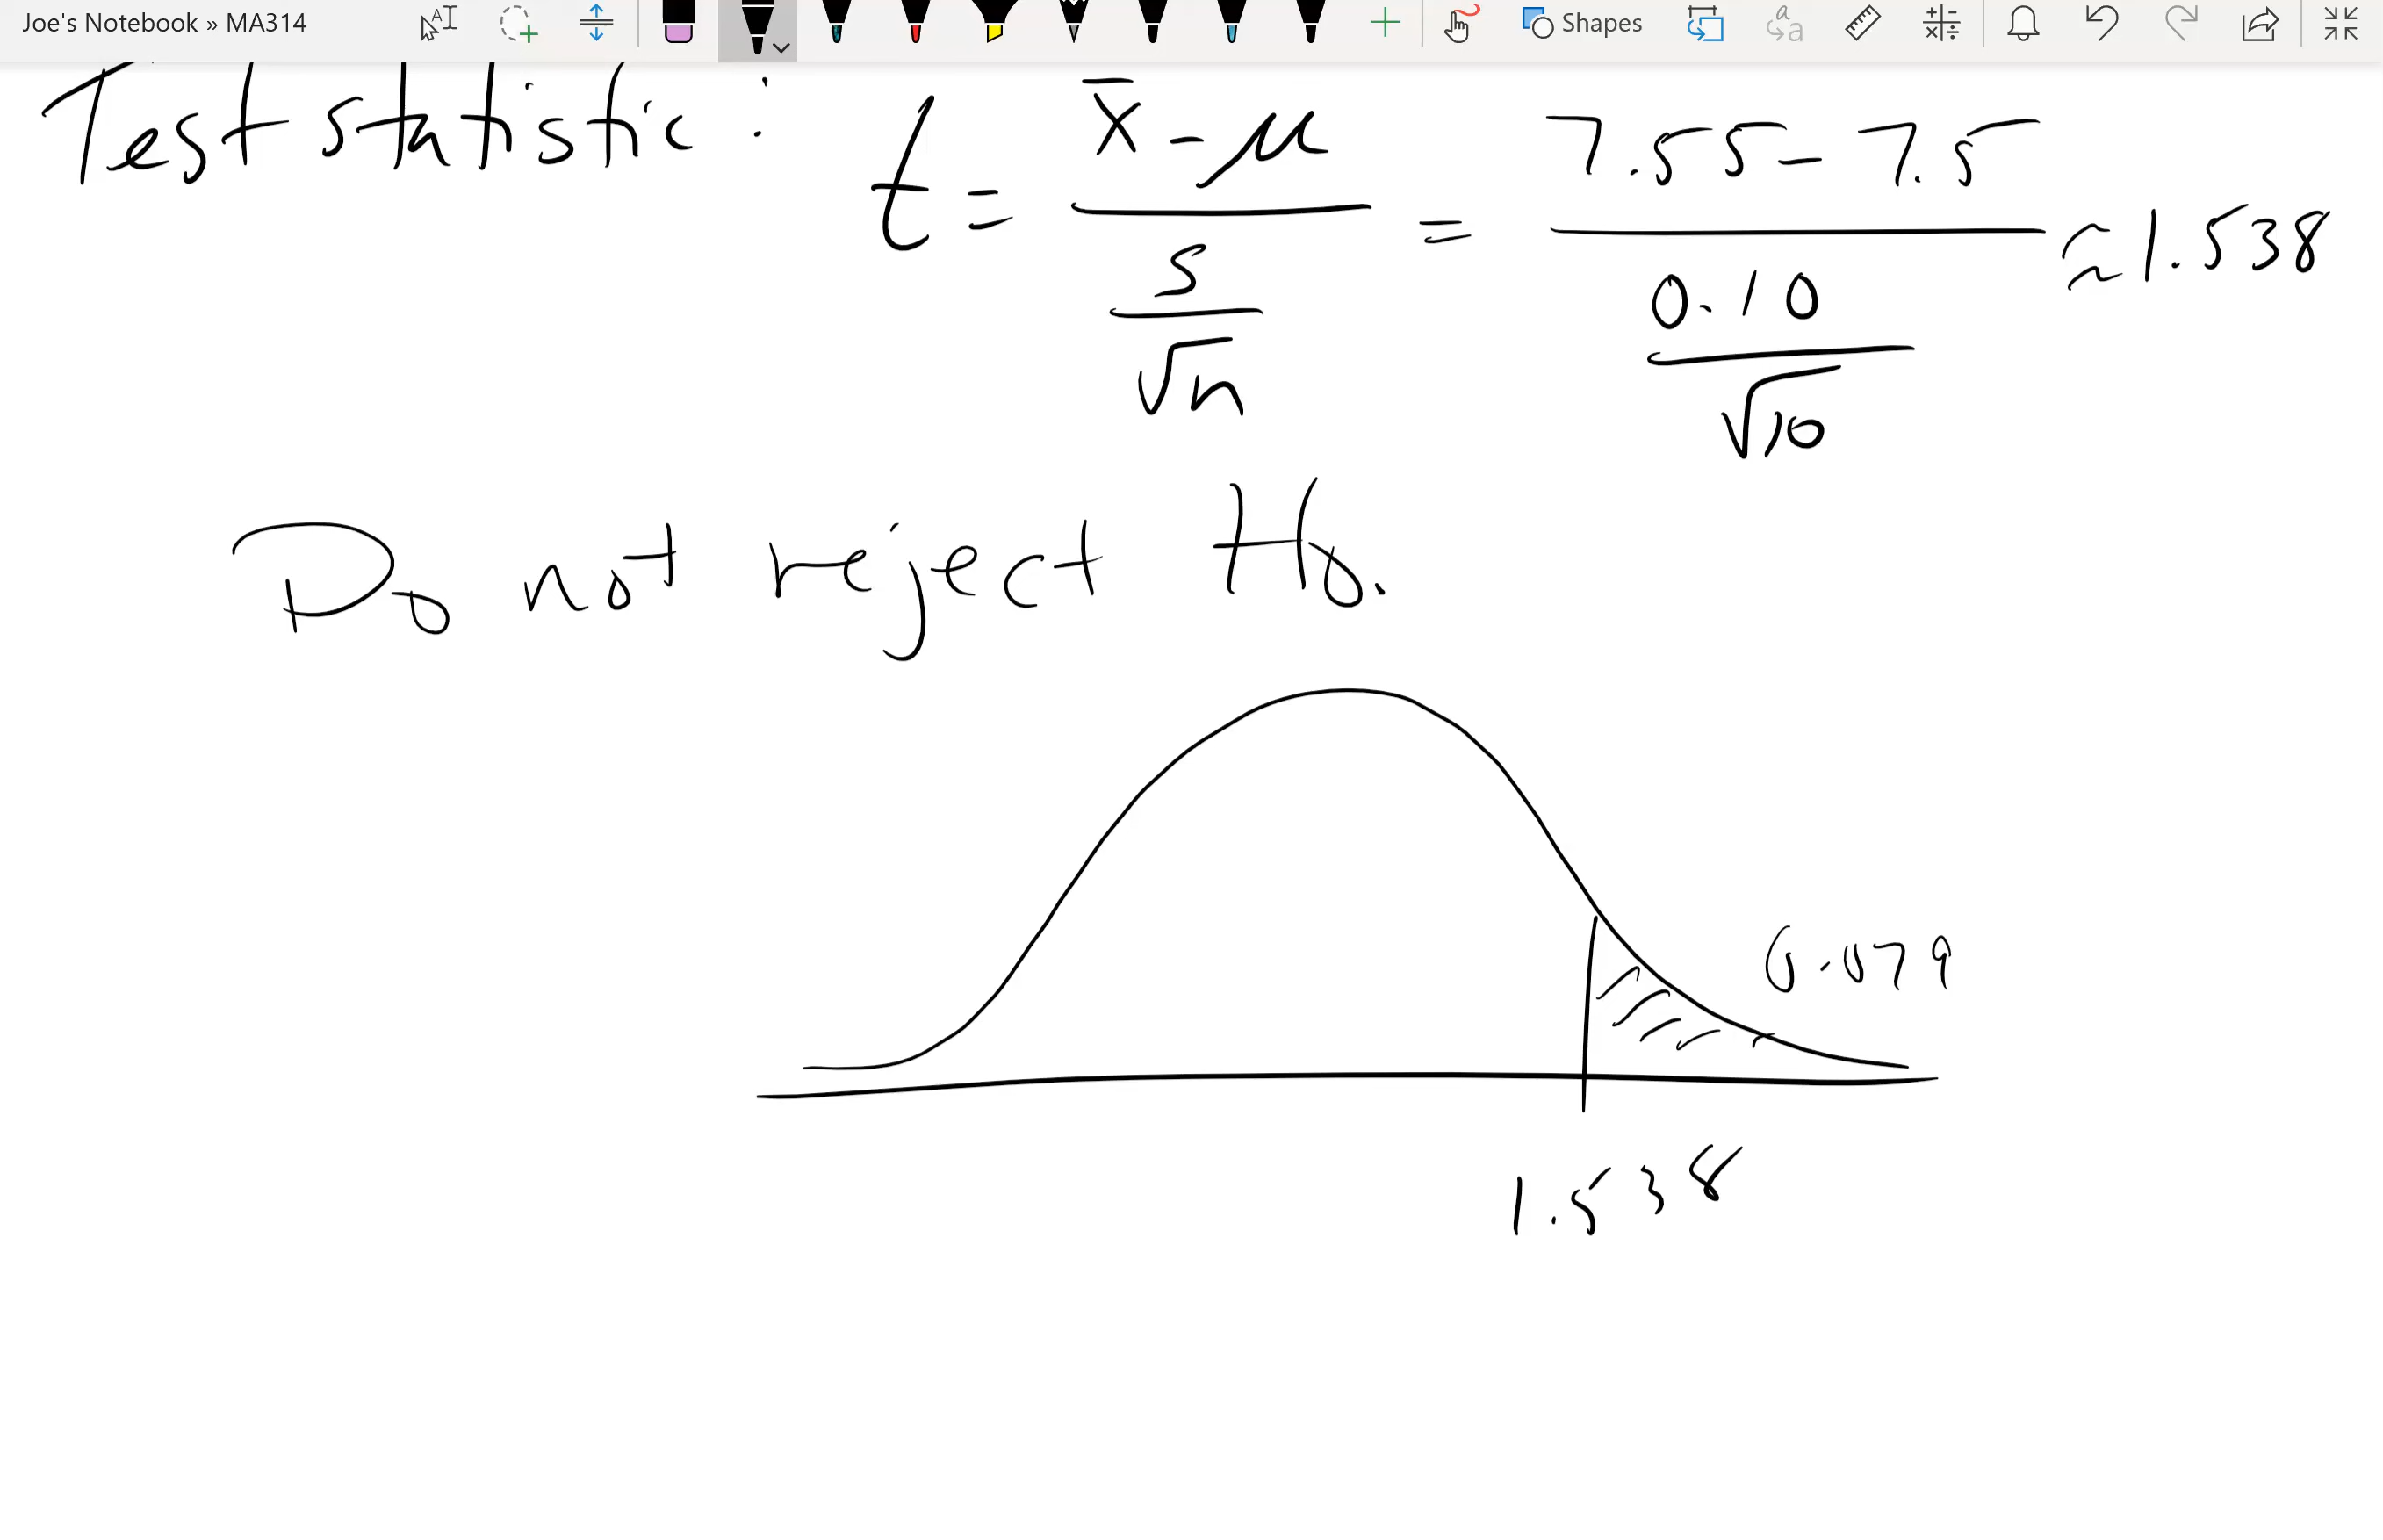 Joe's Notebook » MA314
Shapes
Test statistic: t = (x̄ - μ) / (s / √n) = (7.55 - 7.5) / (0.10 / √10) ≈ 1.538
Do not reject H0.
0.079
1.538